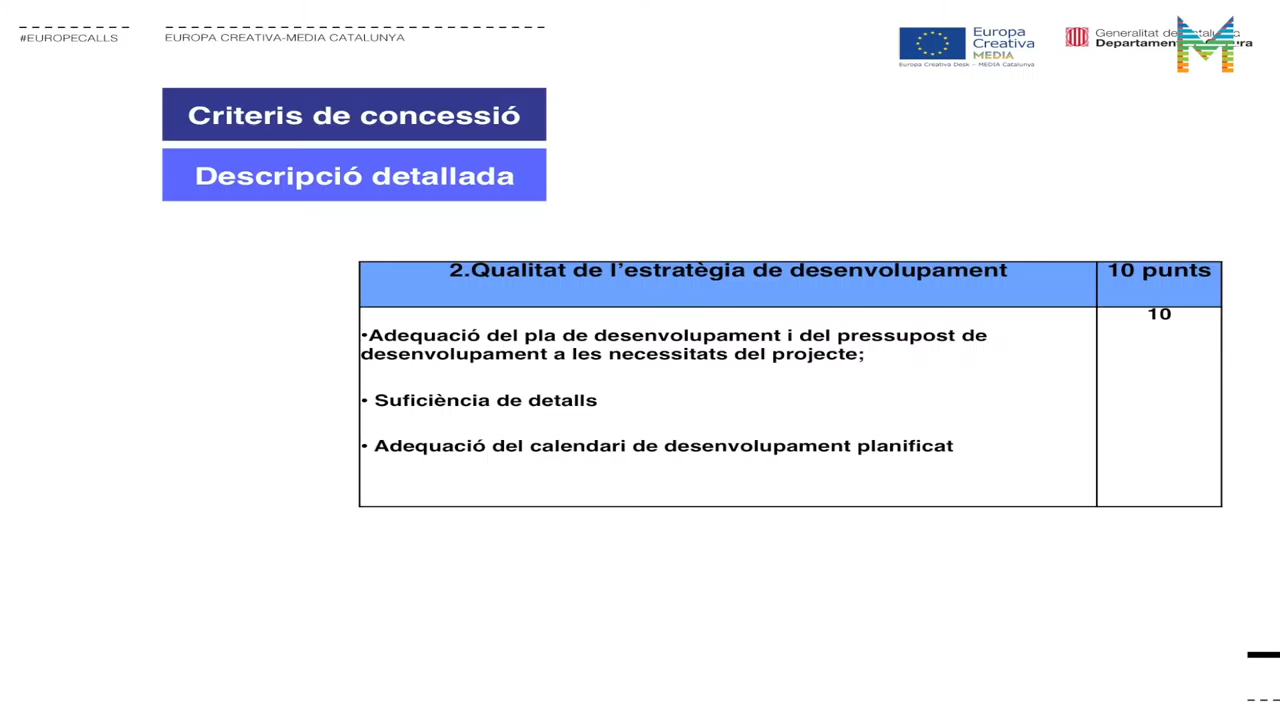 #EUROPECALLS
EUROPA CREATIVA-MEDIA CATALUNYA
Europa
Creativa
MEDIA
Europa Creativa Desk – MEDIA Catalunya
Generalitat de
Criteris de concessió
Descripció detallada
2.Qualitat de l’estratègia de desenvolupament
10 punts
•Adequació del pla de desenvolupament i del pressupost de
desenvolupament a les necessitats del projecte;
10
• Suficiència de detalls
• Adequació del calendari de desenvolupament planificat